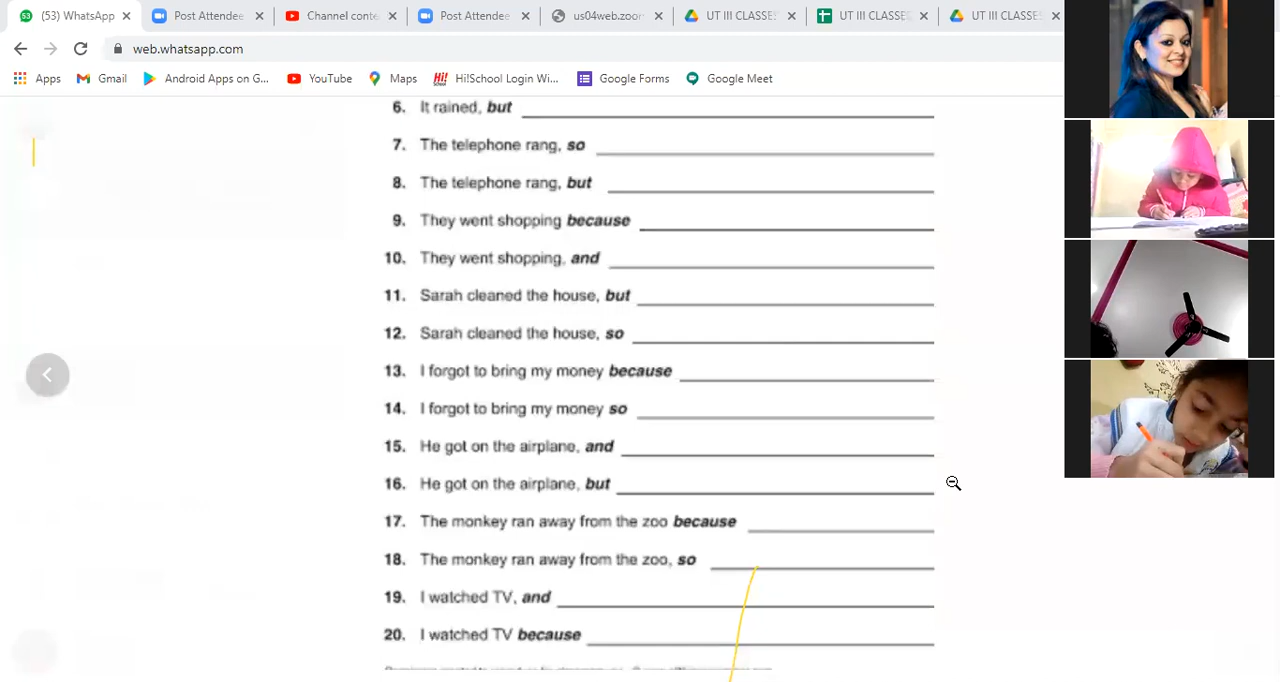 (53) WhatsApp
Post Attendee
Channel conte
Post Attendee
us04web.zoor
UT III CLASSES
UT III CLASSES
UT III CLASSES
web.whatsapp.com
Apps
Gmail
Android Apps on G...
YouTube
Maps
Hi! Hi!School Login Wi...
Google Forms
Google Meet
6. It rained, but
7. The telephone rang, so
8. The telephone rang, but
9. They went shopping because
10. They went shopping, and
11. Sarah cleaned the house, but
12. Sarah cleaned the house, so
13. I forgot to bring my money because
14. I forgot to bring my money so
15. He got on the airplane, and
16. He got on the airplane, but
17. The monkey ran away from the zoo because
18. The monkey ran away from the zoo, so
19. I watched TV, and
20. I watched TV because